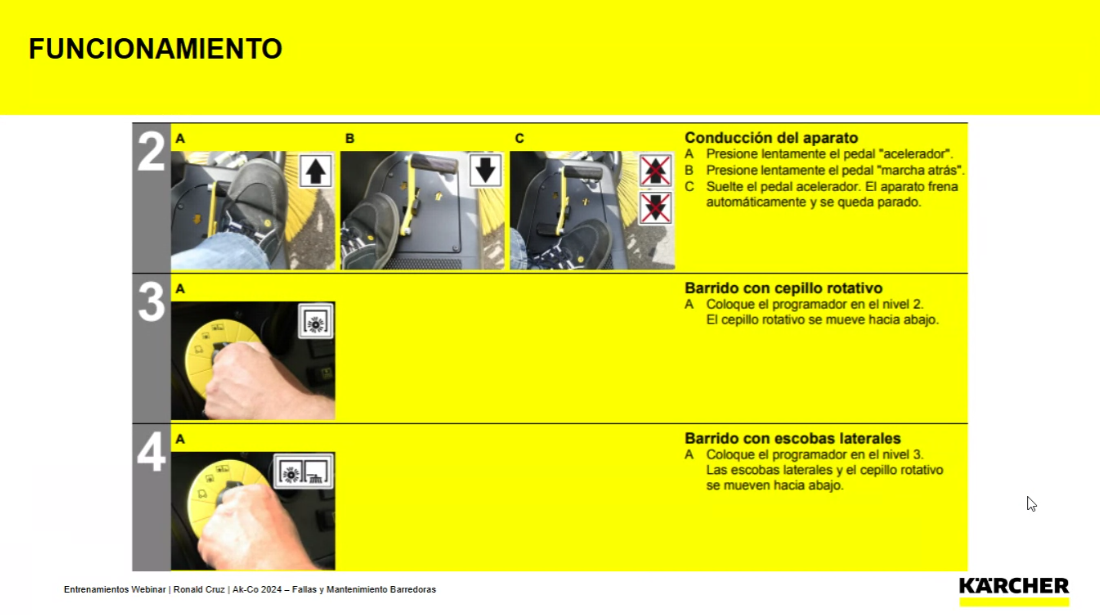 FUNCIONAMIENTO
2
A
B
C
Conducción del aparato
A Presione lentamente el pedal "acelerador".
B Presione lentamente el pedal "marcha atrás".
C Suelte el pedal acelerador. El aparato frena
automáticamente y se queda parado.
3
A
Barrido con cepillo rotativo
A Coloque el programador en el nivel 2.
El cepillo rotativo se mueve hacia abajo.
4
A
Barrido con escobas laterales
A Coloque el programador en el nivel 3.
Las escobas laterales y el cepillo rotativo
se mueven hacia abajo.
Entrenamientos Webinar | Ronald Cruz | Ak-Co 2024 – Fallas y Mantenimiento Barredoras
KÄRCHER